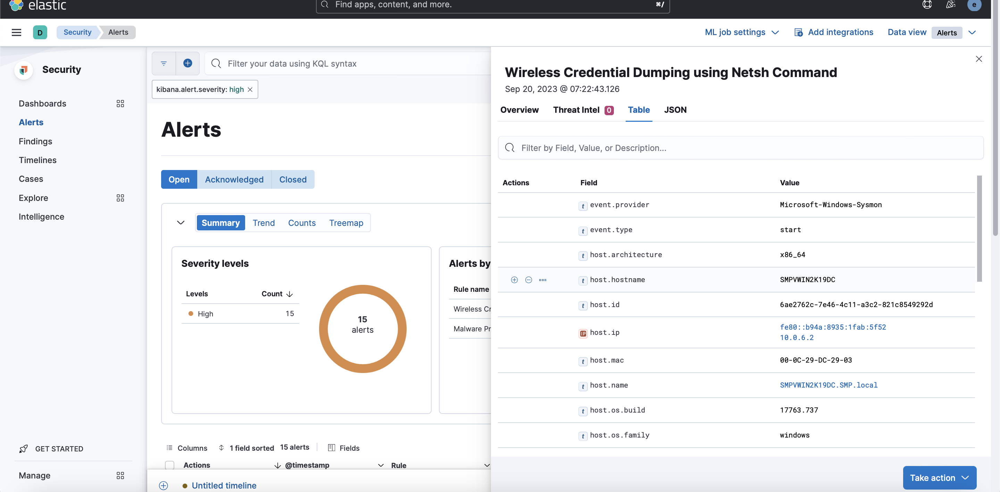 elastic
Find apps, content, and more.
⌘/
e
D
Security
Alerts
ML job settings
Add integrations
Data view
Alerts
Security
Dashboards
Alerts
Findings
Timelines
Cases
Explore
Intelligence
GET STARTED
Manage
Filter your data using KQL syntax
kibana.alert.severity: high
Alerts
Open
Acknowledged
Closed
Summary
Trend
Counts
Treemap
Severity levels
Levels
Count
High
15
15
alerts
Alerts by
Rule name
Wireless Cr
Malware Pr
Columns
1 field sorted
15 alerts
Fields
Actions
@timestamp
Rule
Untitled timeline
Wireless Credential Dumping using Netsh Command
Sep 20, 2023 @ 07:22:43.126
Overview
Threat Intel 0
Table
JSON
Filter by Field, Value, or Description...
Actions Field Value
t event.provider Microsoft-Windows-Sysmon
t event.type start
t host.architecture x86_64
t host.hostname SMPVWIN2K19DC
t host.id 6ae2762c-7e46-4c11-a3c2-821c8549292d
IP host.ip fe80::b94a:8935:1fab:5f52
10.0.6.2
t host.mac 00-0C-29-DC-29-03
t host.name SMPVWIN2K19DC.SMP.local
t host.os.build 17763.737
t host.os.family windows
Take action